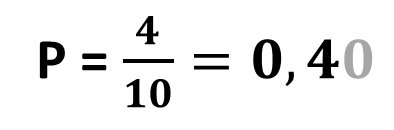 P = 4/10 = 0,40